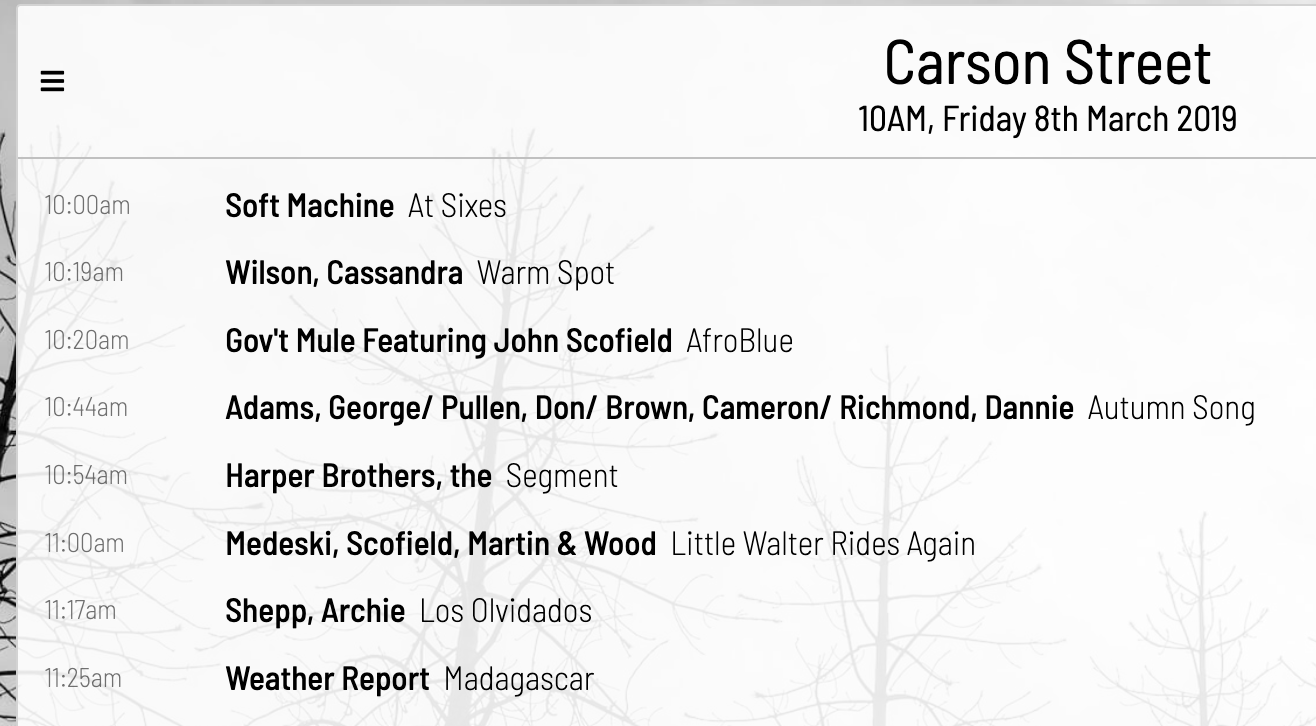 Carson Street
10AM, Friday 8th March 2019
10:00am Soft Machine At Sixes
10:19am Wilson, Cassandra Warm Spot
10:20am Gov't Mule Featuring John Scofield AfroBlue
10:44am Adams, George/ Pullen, Don/ Brown, Cameron/ Richmond, Dannie Autumn Song
10:54am Harper Brothers, the Segment
11:00am Medeski, Scofield, Martin & Wood Little Walter Rides Again
11:17am Shepp, Archie Los Olvidados
11:25am Weather Report Madagascar